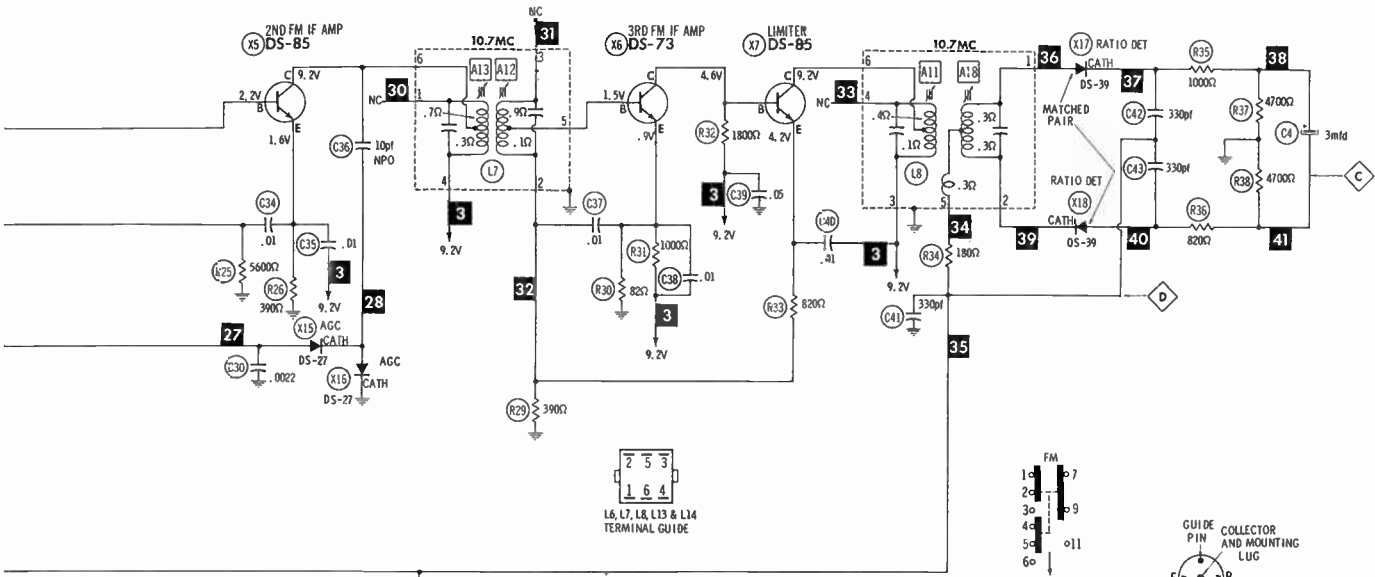 NC
31
2ND FM IF AMP
X5 DS-85
10.7MC
3RD FM IF AMP
X6 DS-73
LIMITER
X7 DS-85
10.7MC
X17 RATIO DET
CATH
DS-39
R35
1000Ω
36
37
38
C
9.2V
2.2V
B
E
1.6V
C36
10pf
NPO
30
NC
6
1
A13
A12
3
.7Ω
.9Ω
.3Ω
.1Ω
5
L7
4
2
3
9.2V
1.5V
B
C
E
.9V
4.6V
R32
1800Ω
3
C39
.05
9.2V
C
9.2V
B
4.2V
E
NC
33
6
4
A11
A18
1
.4Ω
.3Ω
.1Ω
.3Ω
L8
.3Ω
3
5
2
MATCHED
PAIR
C42
330pf
C43
330pf
R37
4700Ω
R38
4700Ω
C4
3mfd
C
RATIO DET
X18
CATH
DS-39
R36
820Ω
39
40
41
C34
.01
C35
.01
3
9.2V
R25
5600Ω
R26
390Ω
28
C37
.01
R31
1000Ω
R30
82Ω
C38
.01
3
9.2V
32
C40
.01
3
9.2V
R33
820Ω
34
R34
180Ω
C41
330pf
D
35
27
X15
AGC
CATH
DS-27
C30
.0022
X16
AGC
CATH
DS-27
R29
390Ω
2 5 3
1 6 4
L6, L7, L8, L13 & L14
TERMINAL GUIDE
FM
1
2
3
4
5
6
7
9
11
GUIDE
PIN
COLLECTOR
AND MOUNTING
LUG
E
B